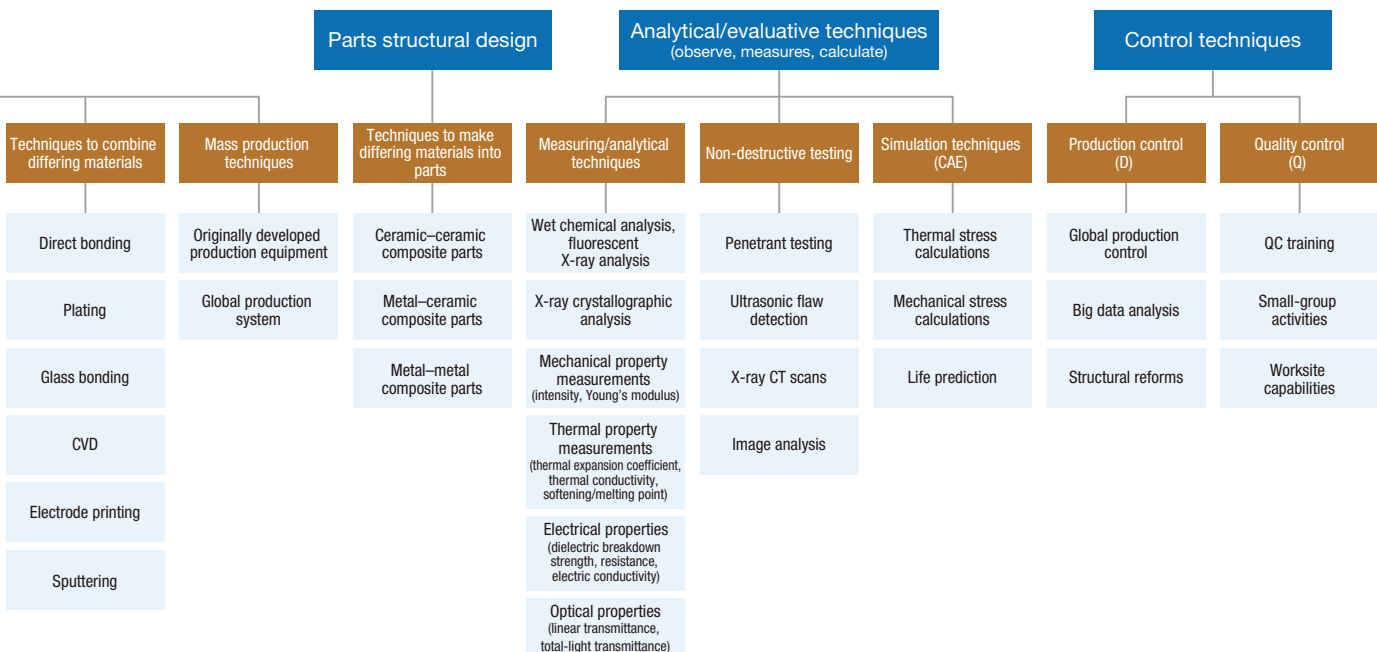 Parts structural design
Analytical/evaluative techniques
(observe, measures, calculate)
Control techniques
Techniques to combine
differing materials
Mass production
techniques
Techniques to make
differing materials into
parts
Measuring/analytical
techniques
Non-destructive testing
Simulation techniques
(CAE)
Production control
(D)
Quality control
(Q)
Direct bonding
Plating
Glass bonding
CVD
Electrode printing
Sputtering
Originally developed
production equipment
Global production
system
Ceramic–ceramic
composite parts
Metal–ceramic
composite parts
Metal–metal
composite parts
Wet chemical analysis,
fluorescent
X-ray analysis
X-ray crystallographic
analysis
Mechanical property
measurements
(intensity, Young's modulus)
Thermal property
measurements
(thermal expansion coefficient,
thermal conductivity,
softening/melting point)
Electrical properties
(dielectric breakdown
strength, resistance,
electric conductivity)
Optical properties
(linear transmittance,
total-light transmittance)
Penetrant testing
Ultrasonic flaw
detection
X-ray CT scans
Image analysis
Thermal stress
calculations
Mechanical stress
calculations
Life prediction
Global production
control
Big data analysis
Structural reforms
QC training
Small-group
activities
Worksite
capabilities